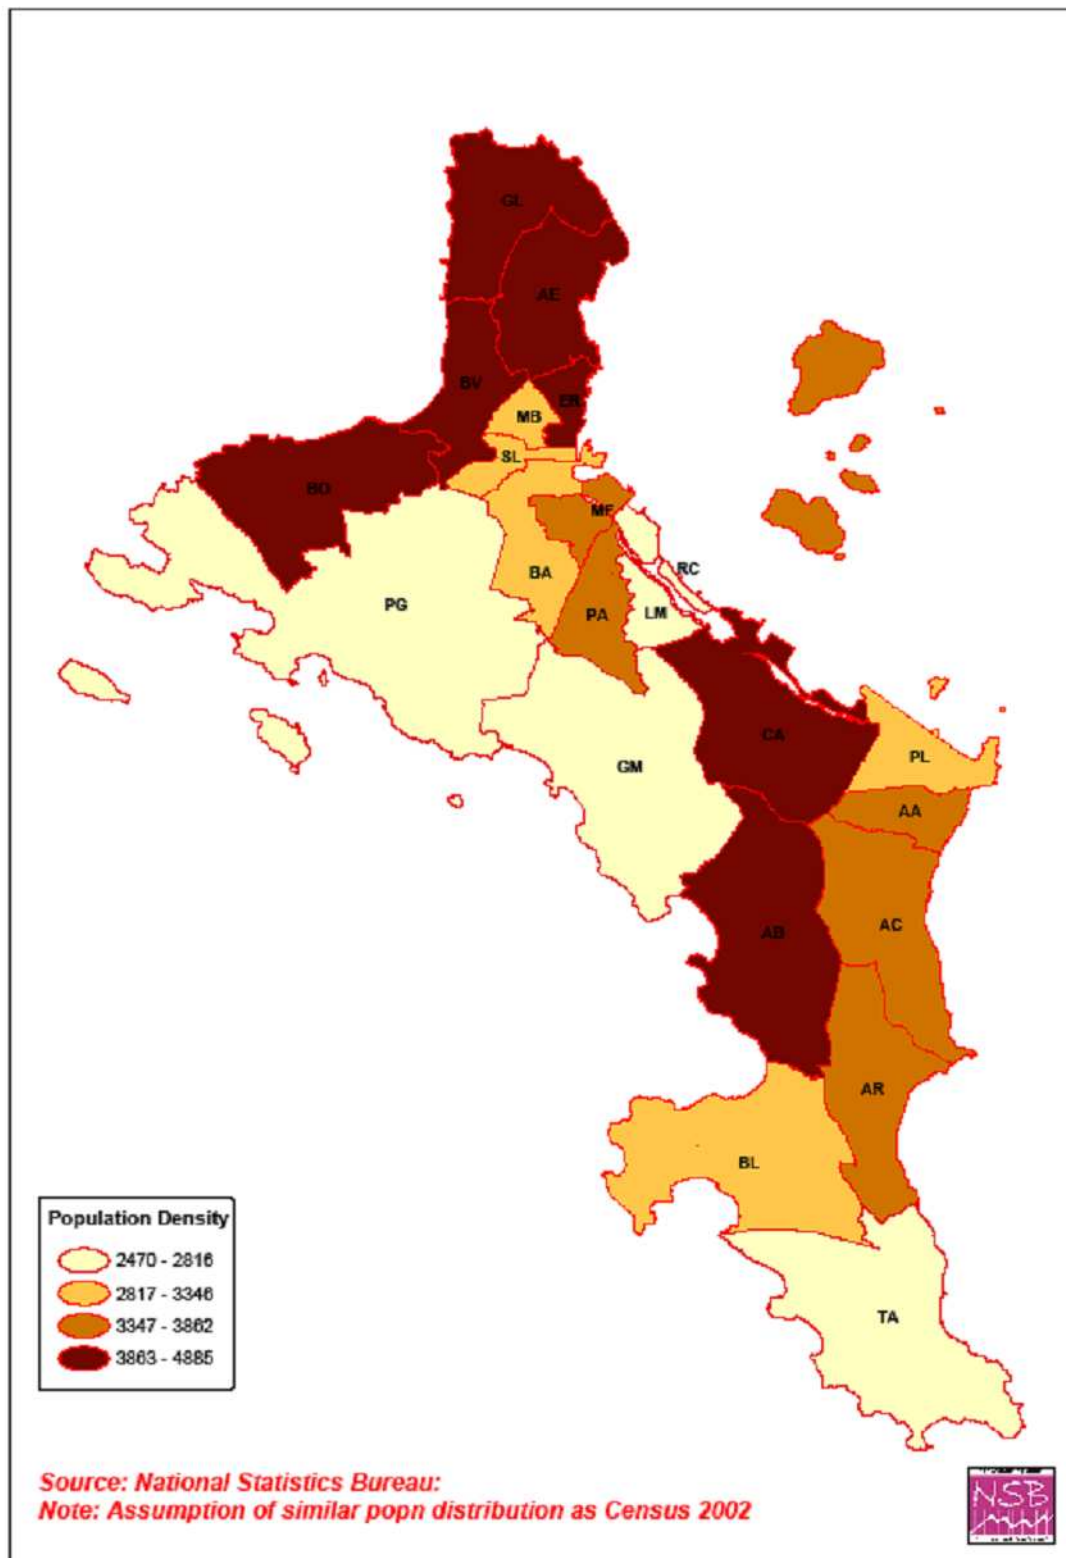 GL
AE
BV
ER
MB
SL
BO
MF
RC
BA
PG
PA
LM
CA
GM
PL
AA
AC
AB
AR
BL
TA
Population Density
2470 - 2816
2817 - 3346
3347 - 3862
3863 - 4885
Source: National Statistics Bureau:
Note: Assumption of similar popn distribution as Census 2002
NSB